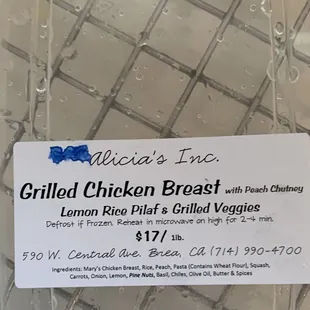 Alicia's Inc.
Grilled Chicken Breast with Peach Chutney
Lemon Rice Pilaf & Grilled Veggies
Defrost if Frozen. Reheat in microwave on high for 2-4 min.
$17/ 1lb.
590 W. Central Ave. Brea, CA (714) 990-4700
Ingredients: Mary's Chicken Breast, Rice, Peach, Pasta (Contains Wheat Flour), Squash,
Carrots, Onion, Lemon, Pine Nuts, Basil, Chiles, Olive Oil, Butter & Spices